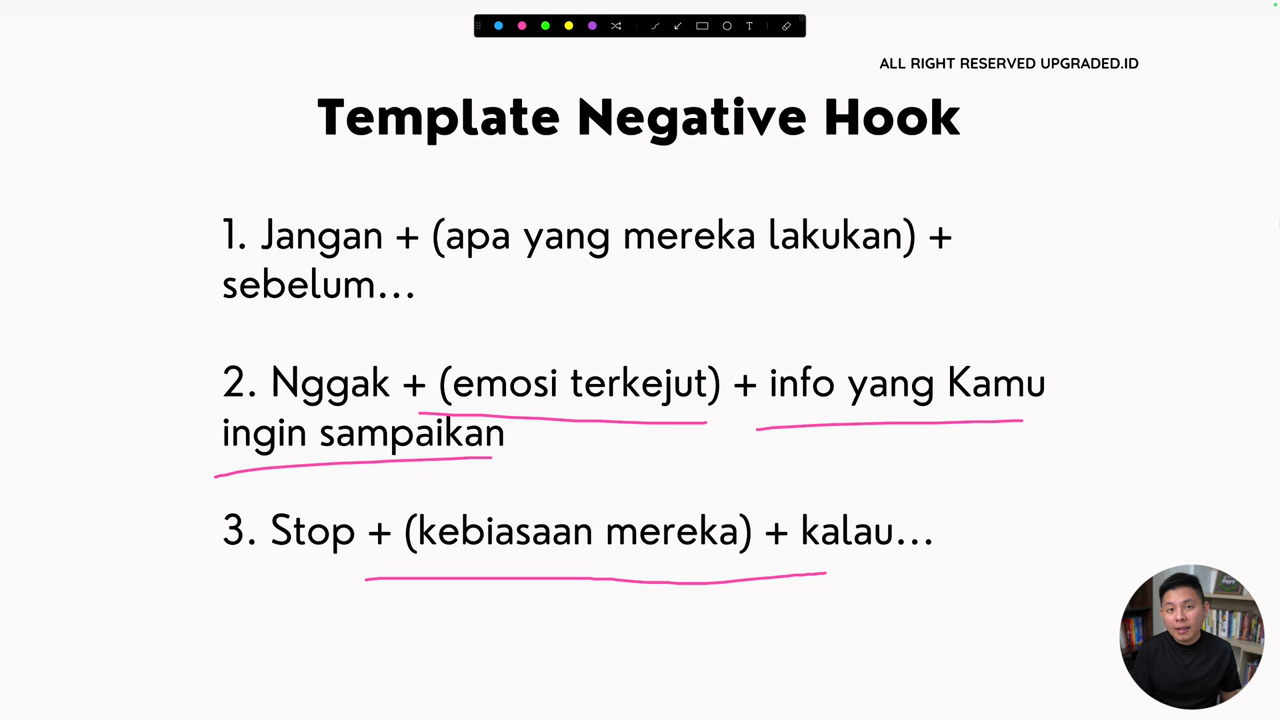 T
ALL RIGHT RESERVED UPGRADED.ID
Template Negative Hook
1. Jangan + (apa yang mereka lakukan) +
sebelum...
2. Nggak + (emosi terkejut) + info yang Kamu
ingin sampaikan
3. Stop + (kebiasaan mereka) + kalau...